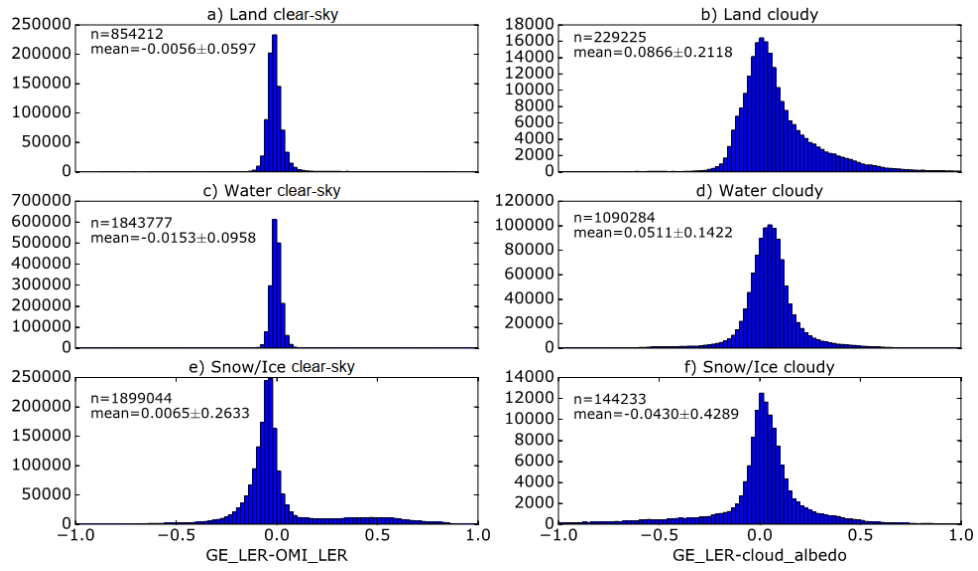 a) Land clear-sky
250000
200000
150000
100000
50000
0
n=854212
mean=-0.0056±0.0597
b) Land cloudy
18000
16000
14000
12000
10000
8000
6000
4000
2000
0
n=229225
mean=0.0866±0.2118
c) Water clear-sky
700000
600000
500000
400000
300000
200000
100000
0
n=1843777
mean=-0.0153±0.0958
d) Water cloudy
120000
100000
80000
60000
40000
20000
0
n=1090284
mean=0.0511±0.1422
e) Snow/Ice clear-sky
250000
200000
150000
100000
50000
0
n=1899044
mean=0.0065±0.2633
−1.0 −0.5 0.0 0.5 1.0
GE_LER-OMI_LER
f) Snow/Ice cloudy
14000
12000
10000
8000
6000
4000
2000
0
n=144233
mean=-0.0430±0.4289
−0.5 0.0 0.5 1.0
GE_LER-cloud_albedo